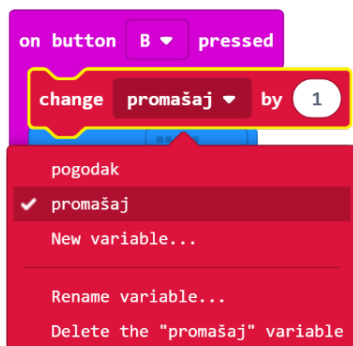 on button B pressed
change promašaj by 1
pogodak
promašaj
New variable...
Rename variable...
Delete the "promašaj" variable